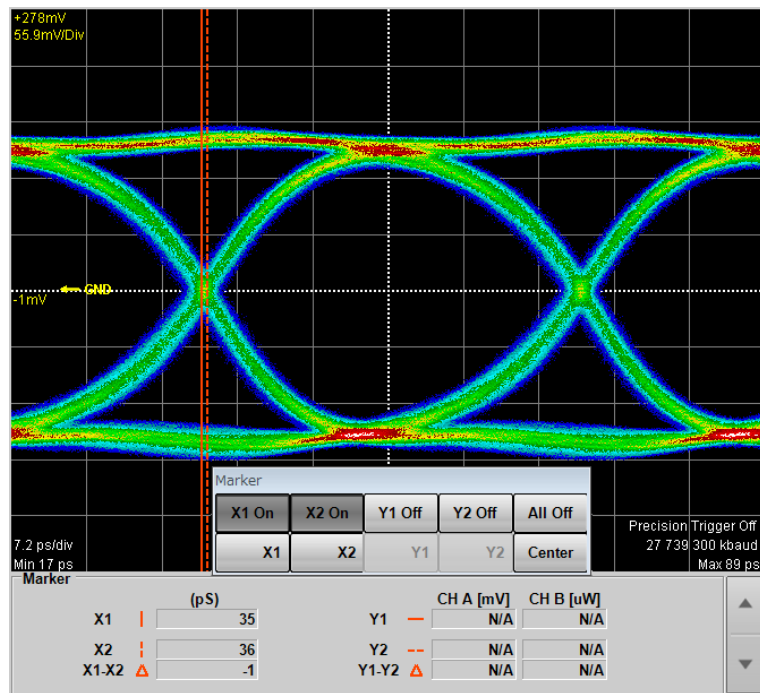 +278mV
55.9mV/Div
-1mV
GND
Marker
X1 On X2 On Y1 Off Y2 Off All Off
X1 X2 Y1 Y2 Center
Precision Trigger Off
7.2 ps/div 27 739 300 kbaud
Min 17 ps Max 89 ps
Marker
(pS) CH A [mV] CH B [uW]
X1 35 Y1 N/A N/A
X2 36 Y2 N/A N/A
X1-X2 Δ -1 Y1-Y2 Δ N/A N/A